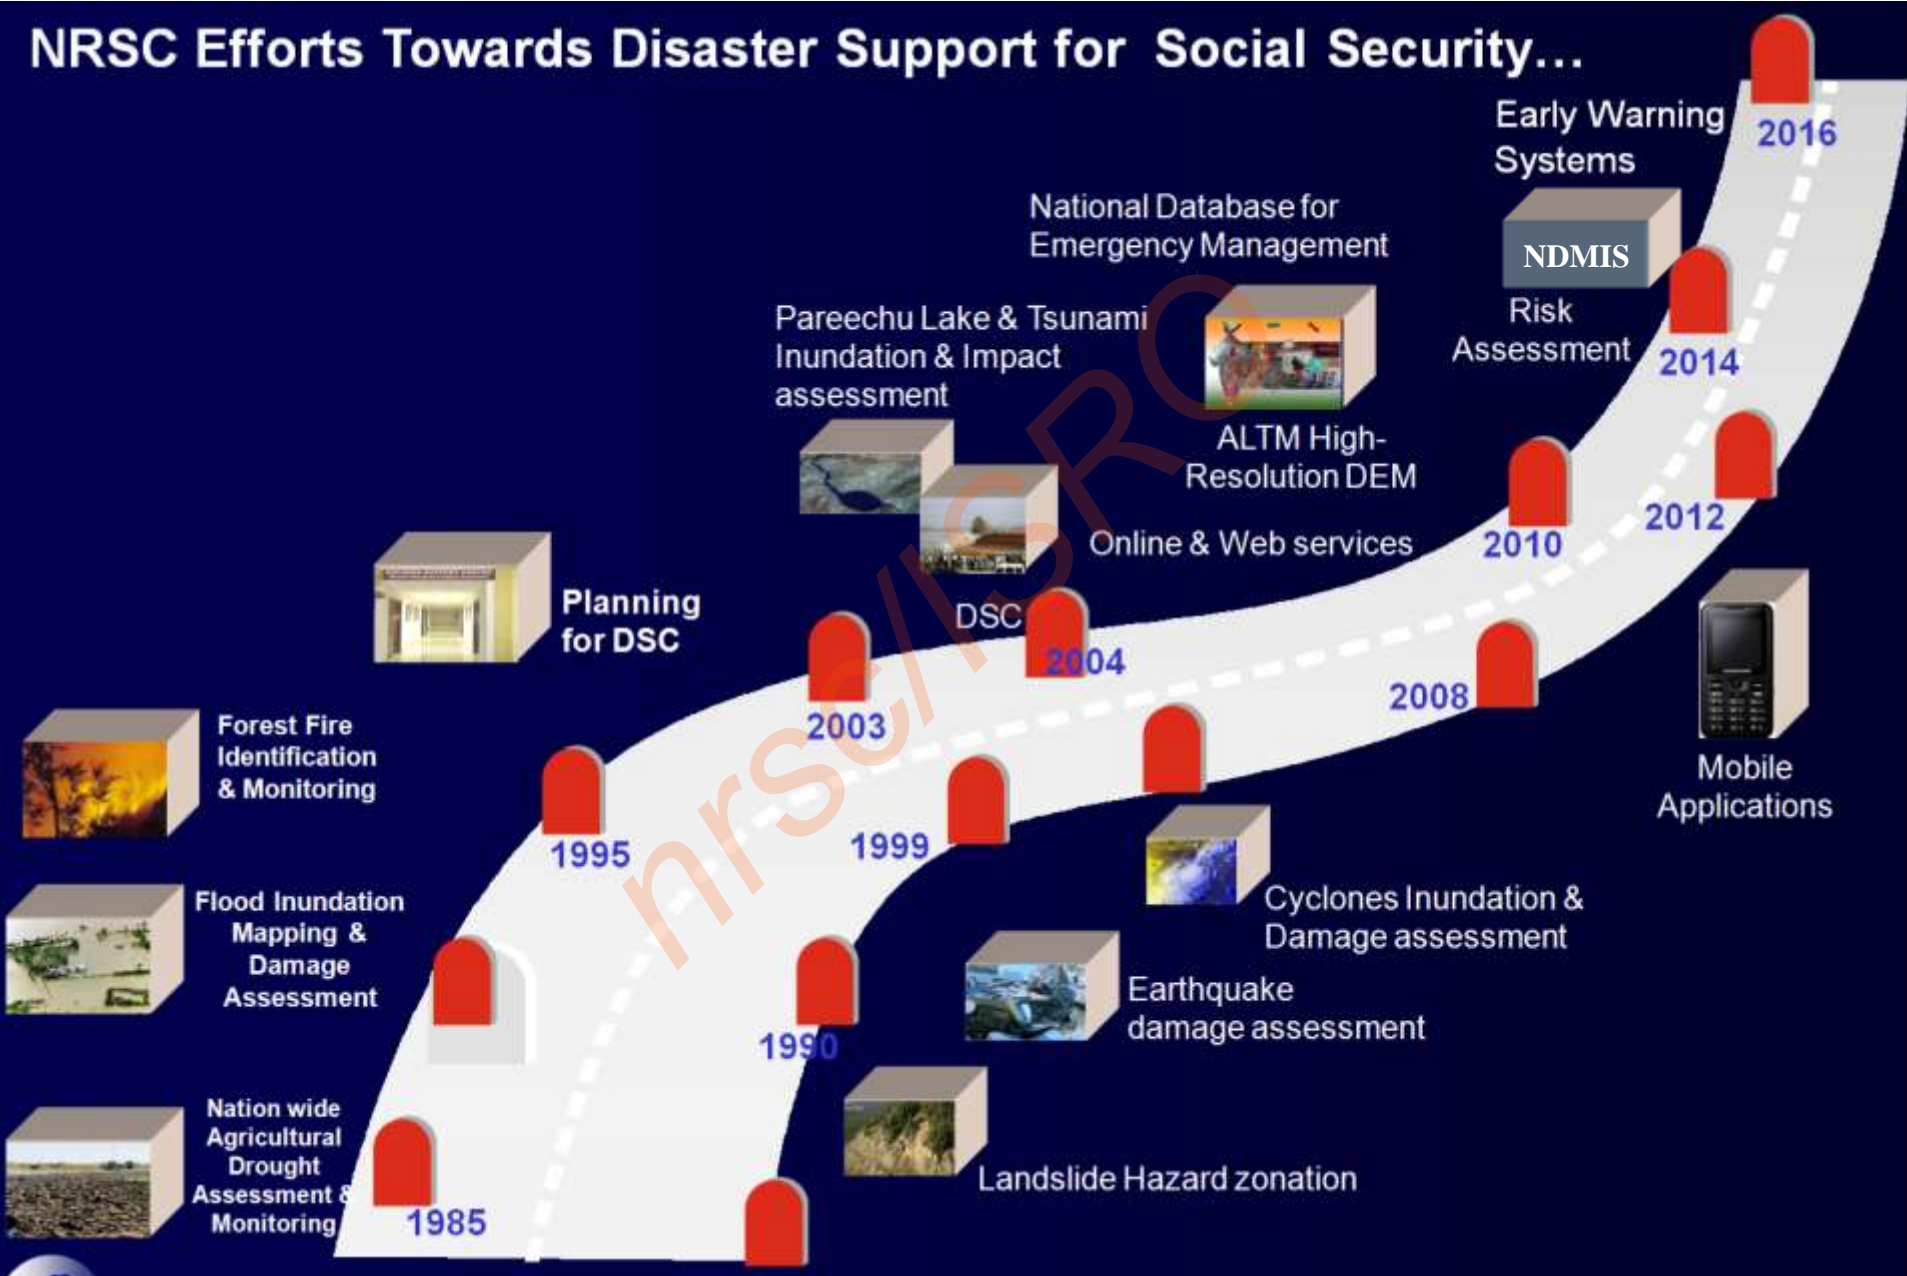 NRSC Efforts Towards Disaster Support for Social Security...
2016
Early Warning
Systems
NDMIS
Risk
Assessment
2014
National Database for
Emergency Management
ALTM High-
Resolution DEM
Online & Web services
2010
2012
Pareechu Lake & Tsunami
Inundation & Impact
assessment
DSC
2004
Planning
for DSC
2003
2008
Mobile
Applications
Forest Fire
Identification
& Monitoring
1995
1999
Cyclones Inundation &
Damage assessment
Flood Inundation
Mapping &
Damage
Assessment
Earthquake
damage assessment
1990
Nation wide
Agricultural
Drought
Assessment &
Monitoring
1985
Landslide Hazard zonation
nrsc/ISRO